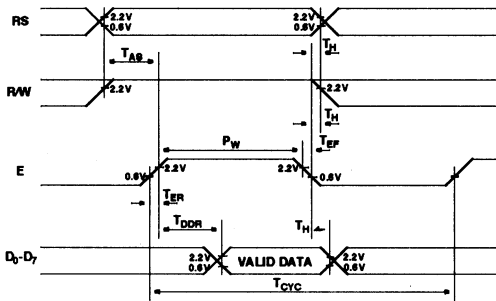 RS
2.2V
0.6V
2.2V
0.6V
TH
TAS
R/W
2.2V
2.2V
TH
PW
TEF
E
0.6V
2.2V
2.2V
0.6V
TER
TDDR
TH
D0-D7
2.2V
0.6V
VALID DATA
2.2V
0.6V
TCYC